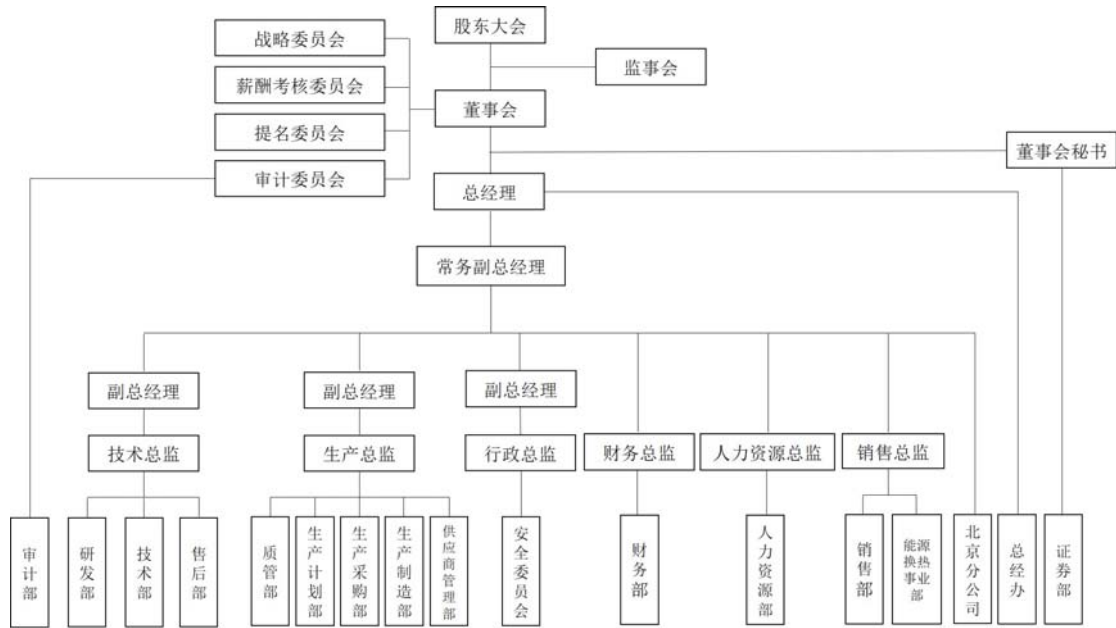 股东大会
战略委员会
监事会
薪酬考核委员会
董事会
提名委员会
董事会秘书
审计委员会
总经理
常务副总经理
副总经理
副总经理
副总经理
技术总监
生产总监
行政总监
财务总监
人力资源总监
销售总监
审计部
研发部
技术部
售后部
质管部
生产计划部
生产采购部
生产制造部
供应商管理部
安全委员会
财务部
人力资源部
销售部
能源换热事业部
北京分公司
总经办
证券部